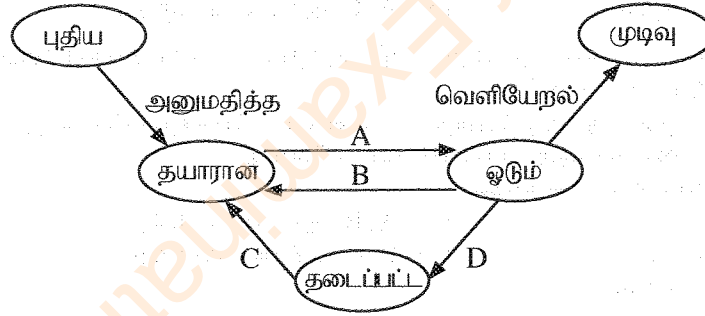 புதிய
முடிவு
அனுமதித்த
வெளியேறல்
A
தயாரான
ஓடும்
B
C
D
தடைப்பட்ட